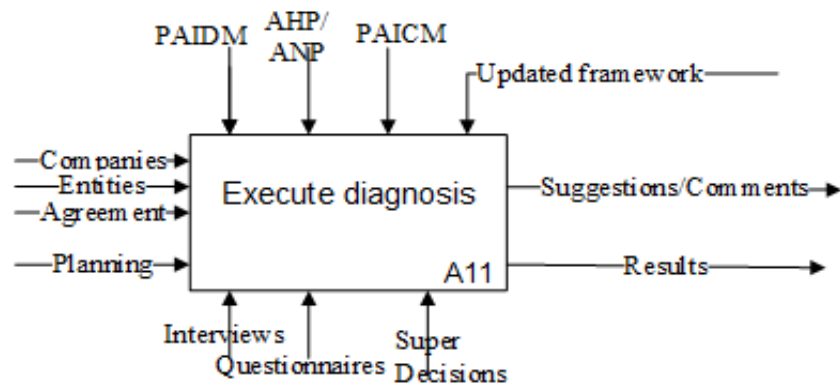 PAIDM
AHP/
ANP
PAICM
Updated framework
Companies
Entities
Agreement
Planning
Execute diagnosis
A11
Suggestions/Comments
Results
Interviews
Questionnaires
Super
Decisions